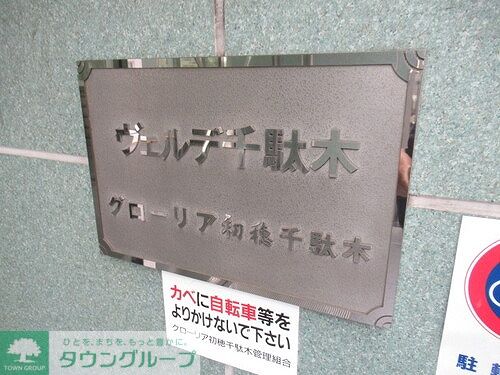 ヴェルデ千駄木
グローリア初穂千駄木
カベに自転車等を
よりかけないで下さい
グローリア初穂千駄木管理組合
駐
ひとを、まちを、もっと豊かに。
タウングループ
TOWN GROUP